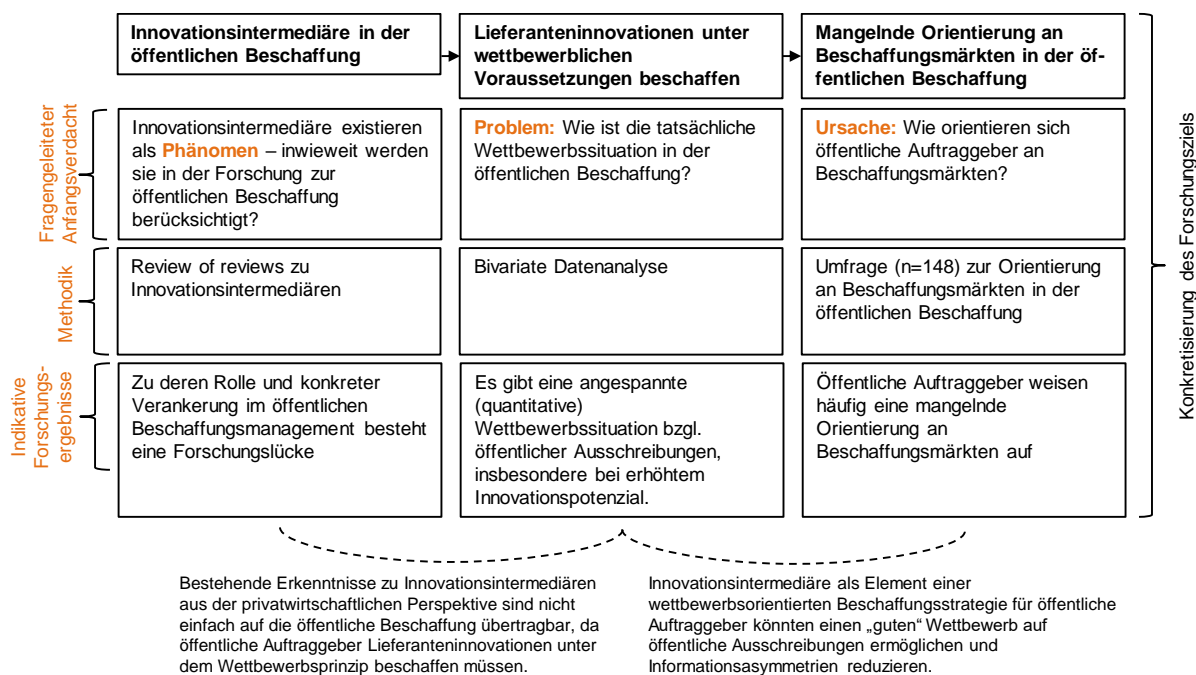 Innovationsintermediäre in der
öffentlichen Beschaffung
Lieferanteninnovationen unter
wettbewerblichen
Voraussetzungen beschaffen
Mangelnde Orientierung an
Beschaffungsmärkten in der öf-
fentlichen Beschaffung
Fragengeleiteter
Anfangsverdacht
Innovationsintermediäre existieren
als Phänomen – inwieweit werden
sie in der Forschung zur
öffentlichen Beschaffung
berücksichtigt?
Problem: Wie ist die tatsächliche
Wettbewerbssituation in der
öffentlichen Beschaffung?
Ursache: Wie orientieren sich
öffentliche Auftraggeber an
Beschaffungsmärkten?
Methodik
Review of reviews zu
Innovationsintermediären
Bivariate Datenanalyse
Umfrage (n=148) zur Orientierung
an Beschaffungsmärkten in der
öffentlichen Beschaffung
Indikative
Forschungs-
ergebnisse
Zu deren Rolle und konkreter
Verankerung im öffentlichen
Beschaffungsmanagement besteht
eine Forschungslücke
Es gibt eine angespannte
(quantitative)
Wettbewerbssituation bzgl.
öffentlicher Ausschreibungen,
insbesondere bei erhöhtem
Innovationspotenzial.
Öffentliche Auftraggeber weisen
häufig eine mangelnde
Orientierung an
Beschaffungsmärkten auf
Konkretisierung des Forschungsziels
Bestehende Erkenntnisse zu Innovationsintermediären
aus der privatwirtschaftlichen Perspektive sind nicht
einfach auf die öffentliche Beschaffung übertragbar, da
öffentliche Auftraggeber Lieferanteninnovationen unter
dem Wettbewerbsprinzip beschaffen müssen.
Innovationsintermediäre als Element einer
wettbewerbsorientierten Beschaffungsstrategie für öffentliche
Auftraggeber könnten einen „guten“ Wettbewerb auf
öffentliche Ausschreibungen ermöglichen und
Informationsasymmetrien reduzieren.